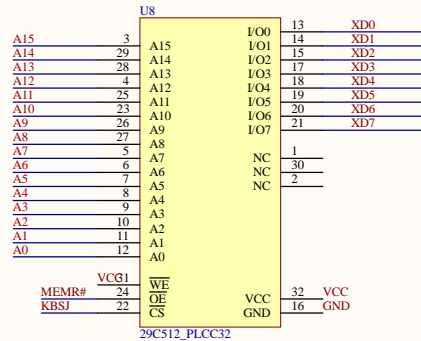 U8
A15 3 A15 I/O0 13 XD0
A14 29 A14 I/O1 14 XD1
A13 28 A13 I/O2 15 XD2
A12 4 A12 I/O3 17 XD3
A11 25 A11 I/O4 18 XD4
A10 23 A10 I/O5 19 XD5
A9 26 A9 I/O6 20 XD6
A8 27 A8 I/O7 21 XD7
A7 5 A7 NC 1
A6 6 A6 NC 30
A5 7 A5 NC 2
A4 8 A4
A3 9 A3
A2 10 A2
A1 11 A1
A0 12 A0
VCC 31 WE
MEMR# 24 OE VCC 32 VCC
KBSJ 22 CS GND 16 GND
29C512_PLCC32